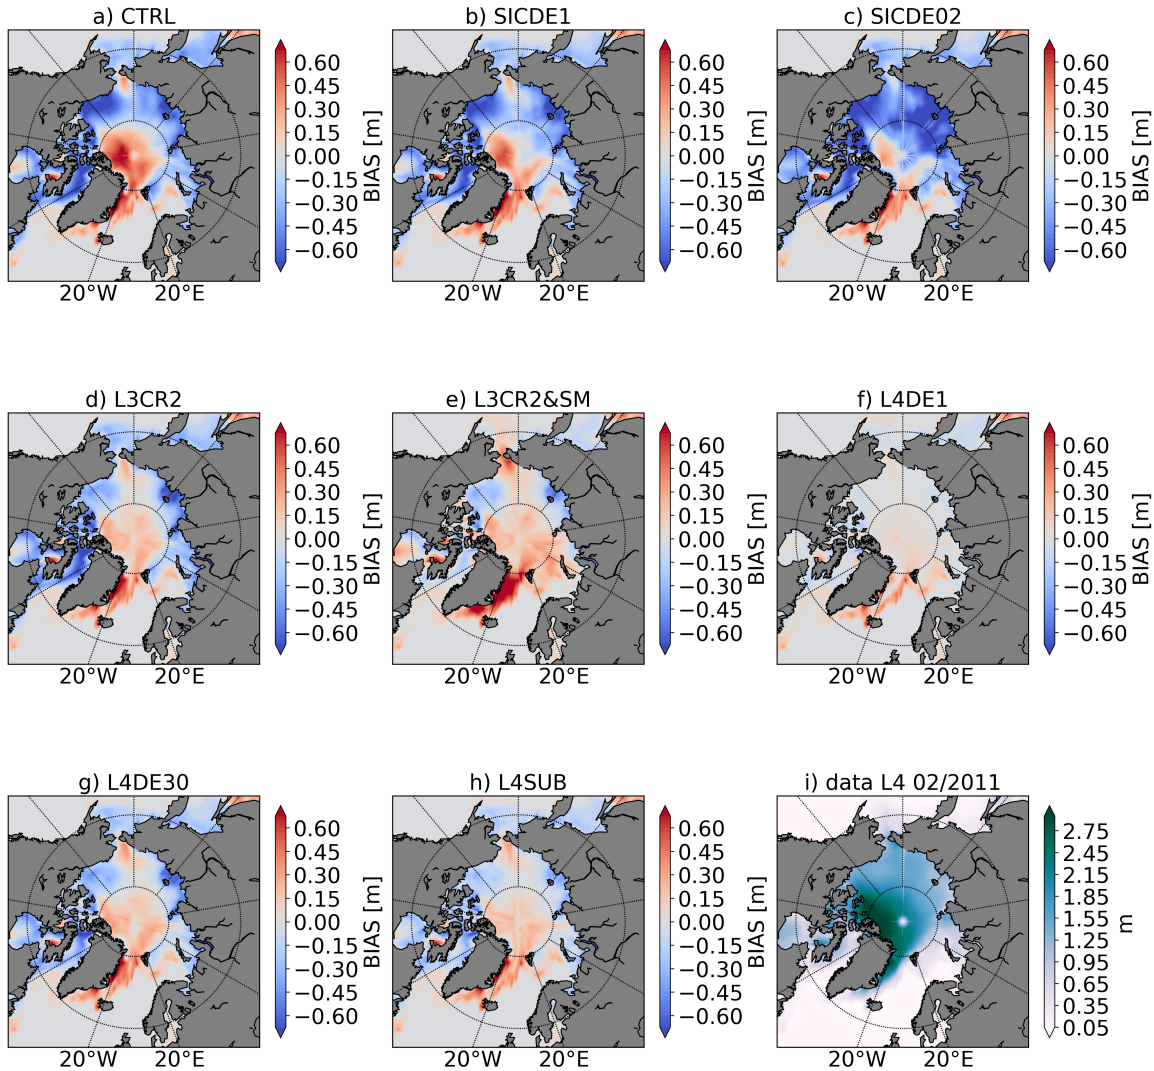 a) CTRL
b) SICDE1
c) SICDE02
0.60
0.45
0.30
0.15
0.00
−0.15
−0.30
−0.45
−0.60
BIAS [m]
20°W
20°E
0.60
0.45
0.30
0.15
0.00
−0.15
−0.30
−0.45
−0.60
BIAS [m]
20°W
20°E
0.60
0.45
0.30
0.15
0.00
−0.15
−0.30
−0.45
−0.60
BIAS [m]
20°W
20°E
d) L3CR2
e) L3CR2&SM
f) L4DE1
0.60
0.45
0.30
0.15
0.00
−0.15
−0.30
−0.45
−0.60
BIAS [m]
20°W
20°E
0.60
0.45
0.30
0.15
0.00
−0.15
−0.30
−0.45
−0.60
BIAS [m]
20°W
20°E
0.60
0.45
0.30
0.15
0.00
−0.15
−0.30
−0.45
−0.60
BIAS [m]
20°W
20°E
g) L4DE30
h) L4SUB
i) data L4 02/2011
0.60
0.45
0.30
0.15
0.00
−0.15
−0.30
−0.45
−0.60
BIAS [m]
20°W
20°E
0.60
0.45
0.30
0.15
0.00
−0.15
−0.30
−0.45
−0.60
BIAS [m]
20°W
20°E
2.75
2.45
2.15
1.85
1.55
1.25
0.95
0.65
0.35
0.05
m
20°W
20°E